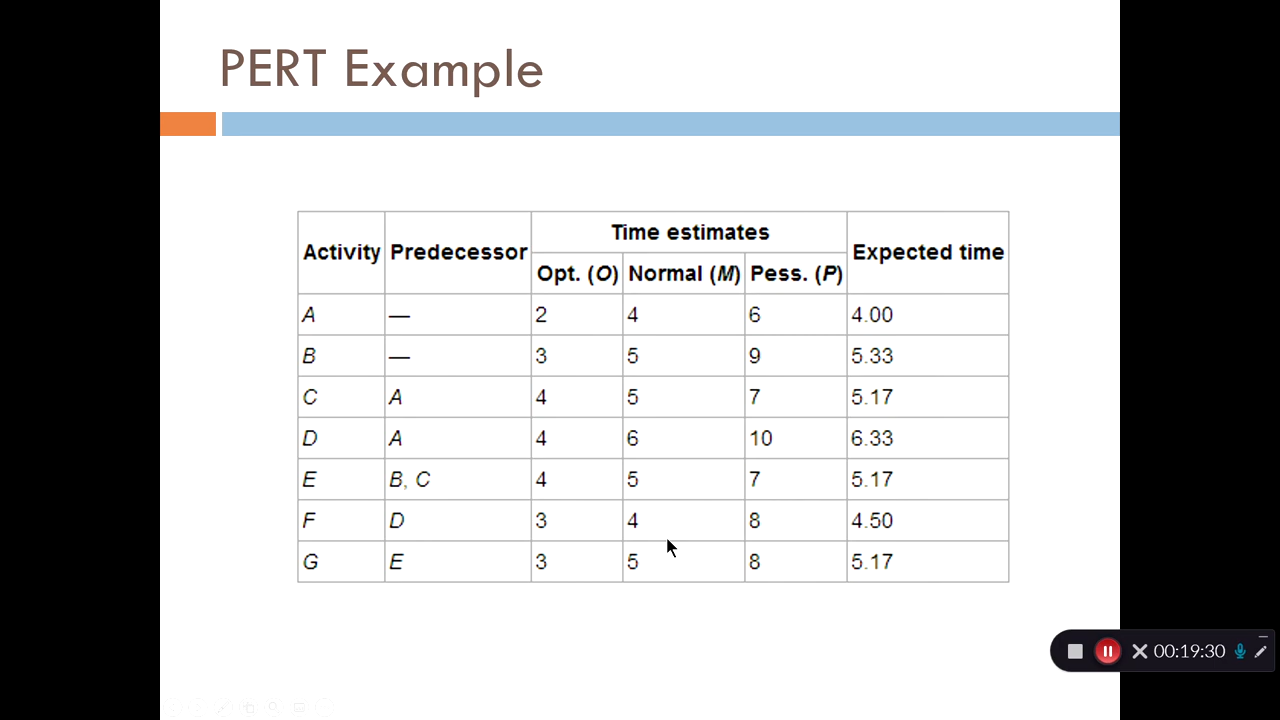 PERT Example
Time estimates
Activity Predecessor Expected time
Opt. (O) Normal (M) Pess. (P)
A — 2 4 6 4.00
B — 3 5 9 5.33
C A 4 5 7 5.17
D A 4 6 10 6.33
E B, C 4 5 7 5.17
F D 3 4 8 4.50
G E 3 5 8 5.17
00:19:30